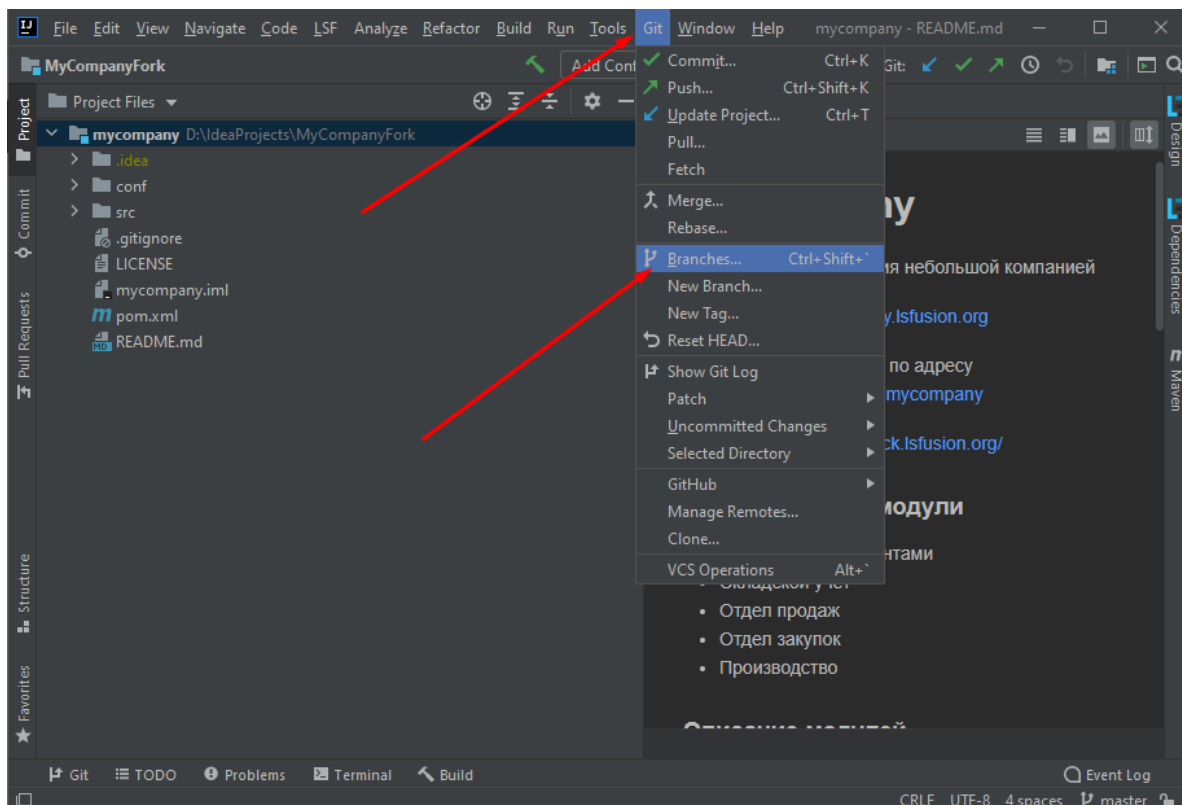 File Edit View Navigate Code LSF Analyze Refactor Build Run Tools Git Window Help mycompany - README.md
MyCompanyFork
Add Conf
Git:
Project Files
mycompany D:\IdeaProjects\MyCompanyFork
.idea
conf
src
.gitignore
LICENSE
mycompany.iml
pom.xml
README.md
Project
Commit
Pull Requests
Structure
Favorites
Commit... Ctrl+K
Push... Ctrl+Shift+K
Update Project... Ctrl+T
Pull...
Fetch
Merge...
Rebase...
Branches... Ctrl+Shift+`
New Branch...
New Tag...
Reset HEAD...
Show Git Log
Patch
Uncommitted Changes
Selected Directory
GitHub
Manage Remotes...
Clone...
VCS Operations Alt+`
небольшой компанией
y.lsfusion.org
по адресу
mycompany
ck.lsfusion.org/
модули
нтами
• Отдел продаж
• Отдел закупок
• Производство
Design
Dependencies
Maven
Git TODO Problems Terminal Build Event Log
CRLF UTF-8 4 spaces master